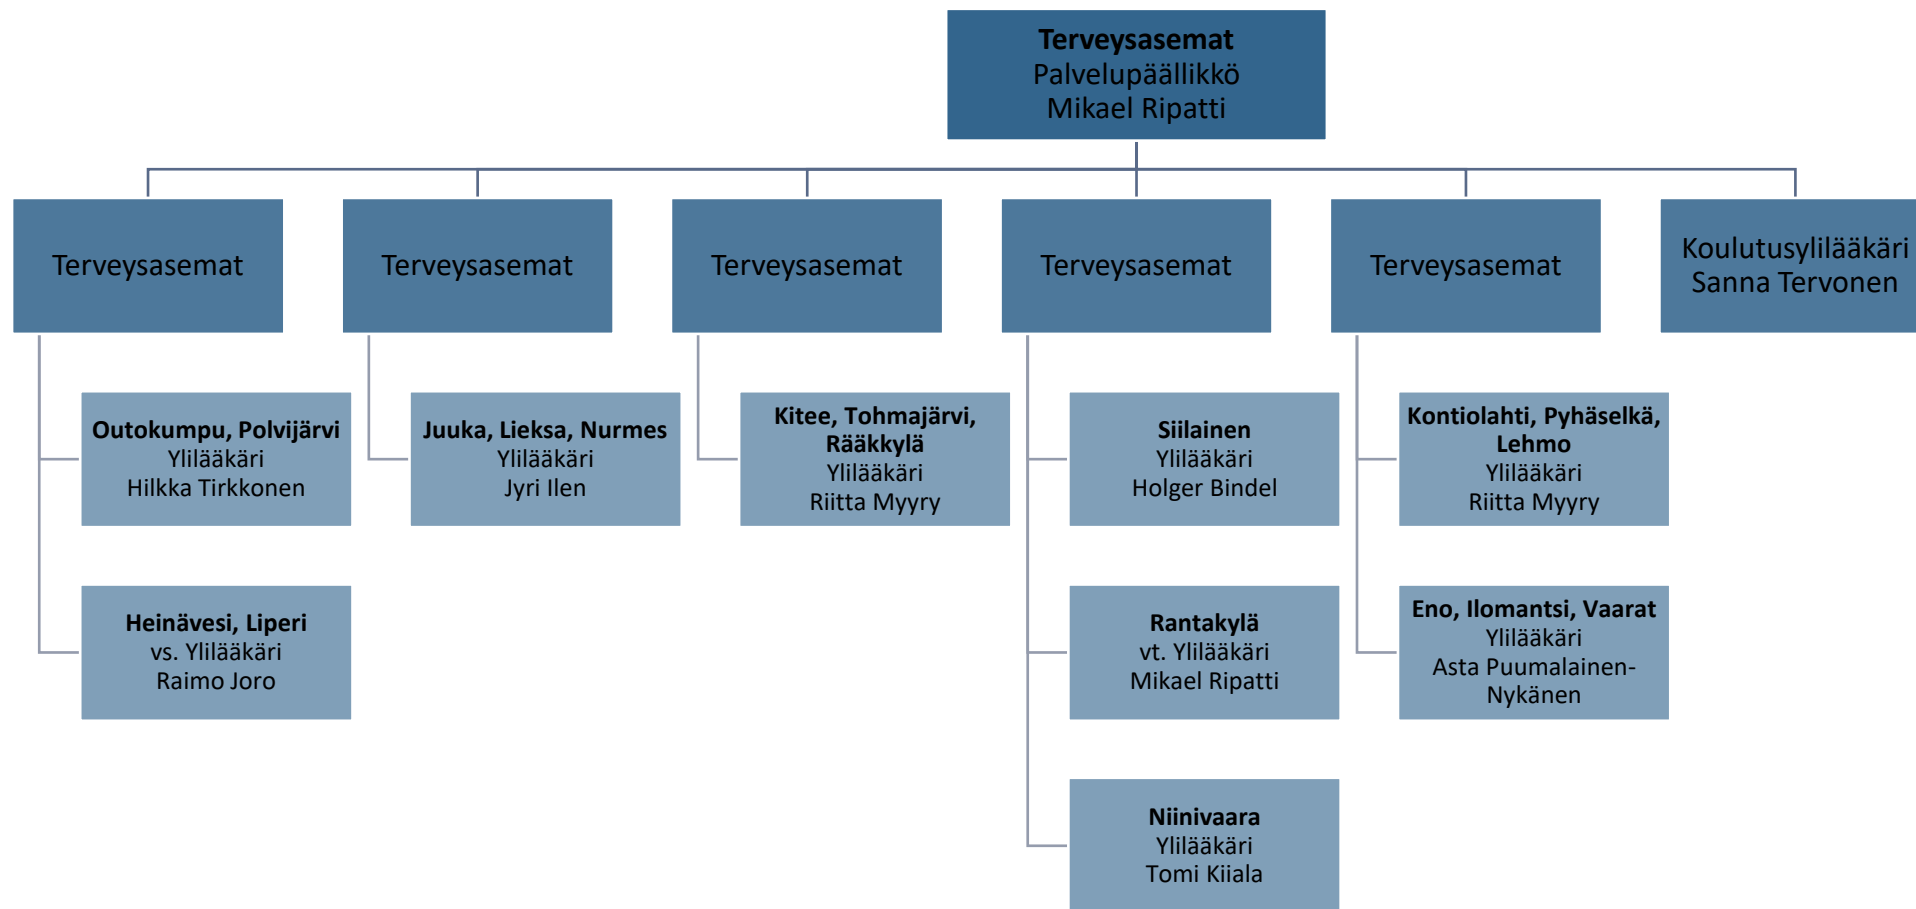 Terveysasemat
Palvelupäällikkö
Mikael Ripatti
Terveysasemat
Terveysasemat
Terveysasemat
Terveysasemat
Terveysasemat
Koulutusylilääkäri
Sanna Tervonen
Outokumpu, Polvijärvi
Ylilääkäri
Hilkka Tirkkonen
Heinävesi, Liperi
vs. Ylilääkäri
Raimo Joro
Juuka, Lieksa, Nurmes
Ylilääkäri
Jyri Ilen
Kitee, Tohmajärvi,
Rääkkylä
Ylilääkäri
Riitta Myyry
Siilainen
Ylilääkäri
Holger Bindel
Rantakylä
vt. Ylilääkäri
Mikael Ripatti
Niinivaara
Ylilääkäri
Tomi Kiiala
Kontiolahti, Pyhäselkä,
Lehmo
Ylilääkäri
Riitta Myyry
Eno, Ilomantsi, Vaarat
Ylilääkäri
Asta Puumalainen-
Nykänen